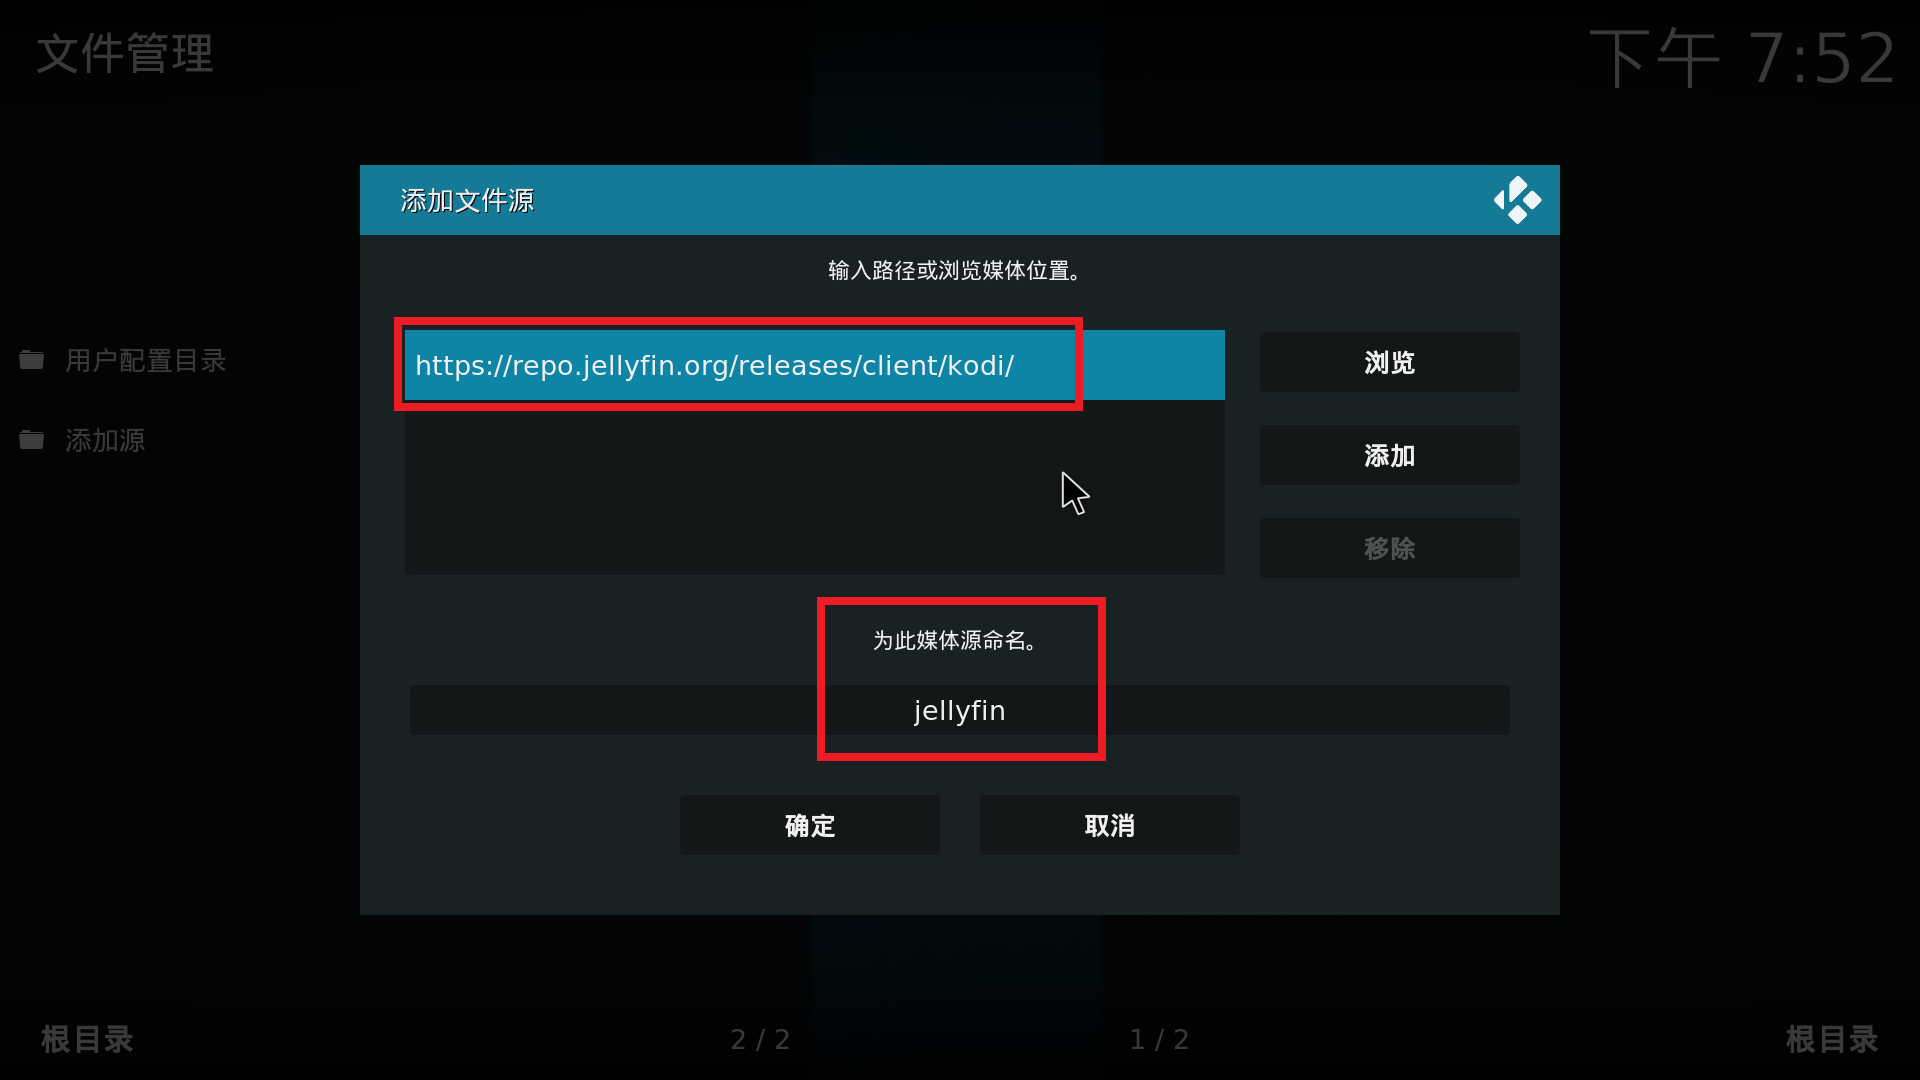 文件管理
下午 7:52
添加文件源
输入路径或浏览媒体位置。
https://repo.jellyfin.org/releases/client/kodi/
浏览
用户配置目录
添加源
添加
移除
为此媒体源命名。
jellyfin
确定
取消
根目录
2 / 2
1 / 2
根目录